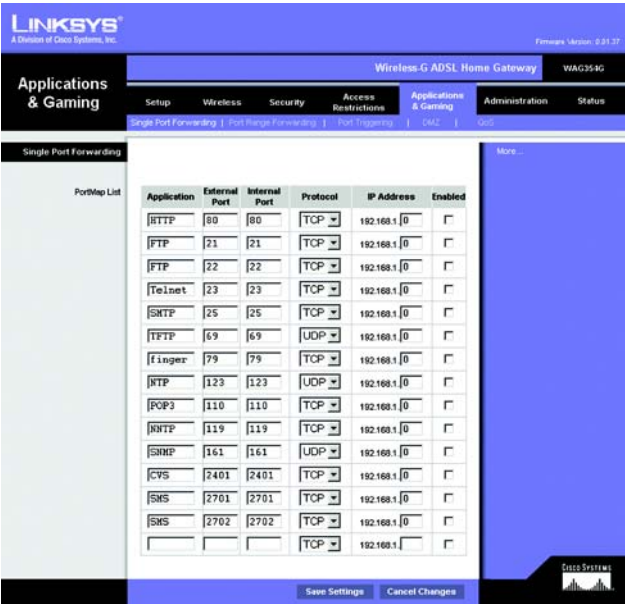 LINKSYS®
A Division of Cisco Systems, Inc.
Firmware Version: 0.01.37
Wireless-G ADSL Home Gateway WAG354G
Applications & Gaming
Setup Wireless Security Access Restrictions Applications & Gaming Administration Status
Single Port Forwarding | Port Range Forwarding | Port Triggering | DMZ | QoS
Single Port Forwarding
More...
PortMap List
Application External Port Internal Port Protocol IP Address Enabled
HTTP 80 80 TCP 192.168.1. 0
FTP 21 21 TCP 192.168.1. 0
FTP 22 22 TCP 192.168.1. 0
Telnet 23 23 TCP 192.168.1. 0
SMTP 25 25 TCP 192.168.1. 0
TFTP 69 69 UDP 192.168.1. 0
finger 79 79 TCP 192.168.1. 0
NTP 123 123 UDP 192.168.1. 0
POP3 110 110 TCP 192.168.1. 0
NNTP 119 119 TCP 192.168.1. 0
SNMP 161 161 UDP 192.168.1. 0
CVS 2401 2401 TCP 192.168.1. 0
SMS 2701 2701 TCP 192.168.1. 0
SMS 2702 2702 TCP 192.168.1. 0
TCP 192.168.1.
Save Settings Cancel Changes
CISCO SYSTEMS